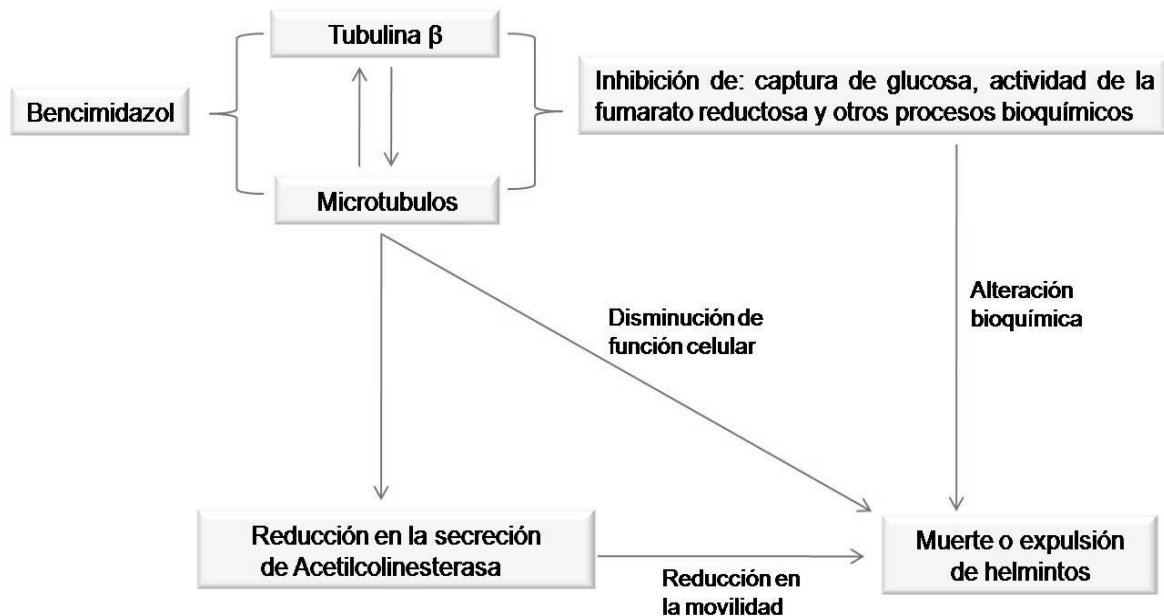 Tubulina β
Bencimidazol
Inhibición de: captura de glucosa, actividad de la
fumarato reductosa y otros procesos bioquímicos
Microtubulos
Disminución de
función celular
Alteración
bioquímica
Reducción en la secreción
de Acetilcolinesterasa
Reducción en
la movilidad
Muerte o expulsión
de helmintos